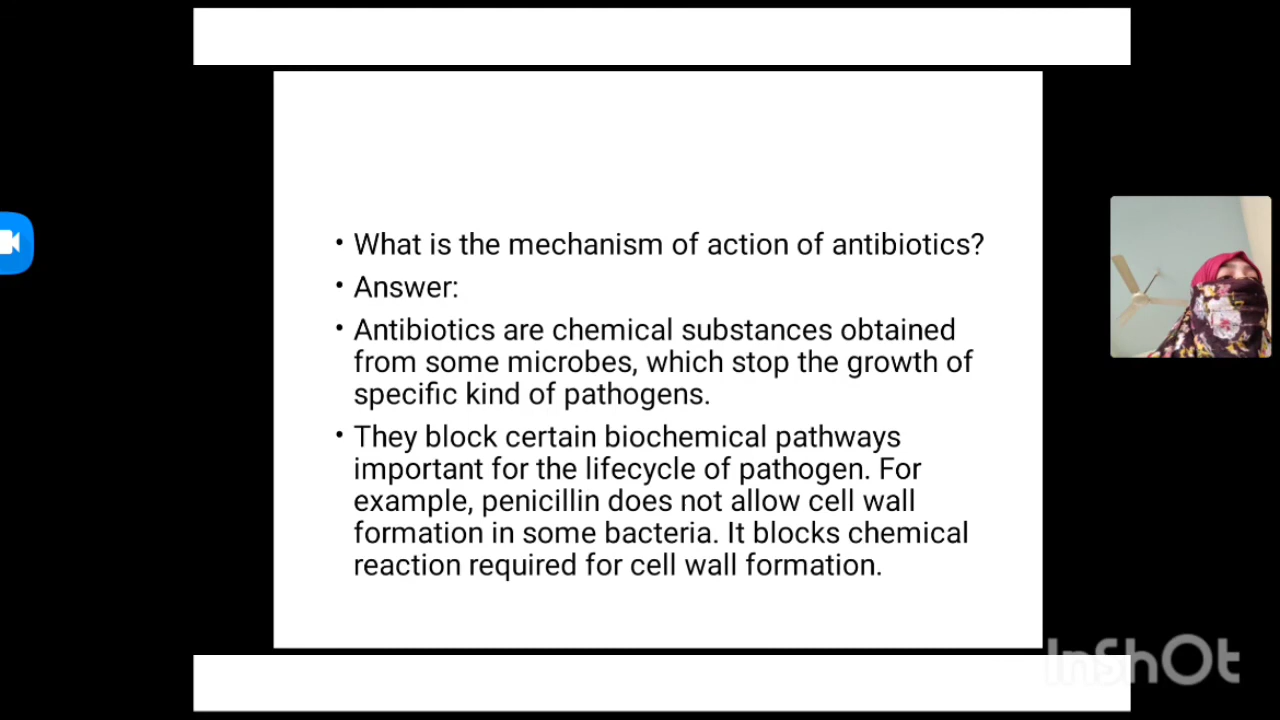 • What is the mechanism of action of antibiotics?
• Answer:
• Antibiotics are chemical substances obtained
from some microbes, which stop the growth of
specific kind of pathogens.
• They block certain biochemical pathways
important for the lifecycle of pathogen. For
example, penicillin does not allow cell wall
formation in some bacteria. It blocks chemical
reaction required for cell wall formation.
InShOt